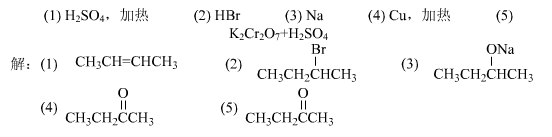 (1) H₂SO₄，加热 (2) HBr (3) Na (4) Cu，加热 (5)
K₂Cr₂O₇+H₂SO₄
解：(1) CH₃CH=CHCH₃ (2) CH₃CH₂CHCH₃ Br (3) CH₃CH₂CHCH₃ ONa
(4) CH₃CH₂CCH₃ O (5) CH₃CH₂CCH₃ O